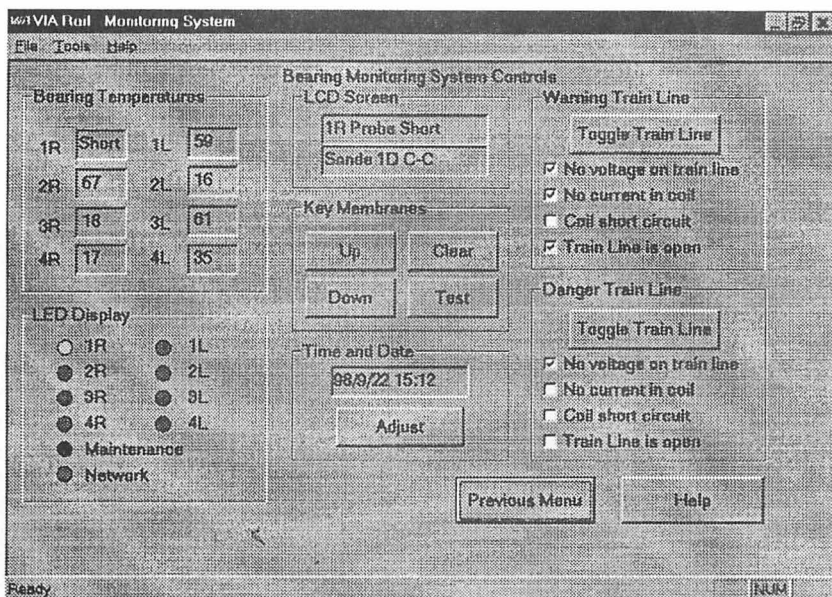 VIA Rail Monitoring System
File Tools Help
Bearing Monitoring System Controls
Bearing Temperatures
1R Short 1L 59
2R 67 2L 16
3R 18 3L 61
4R 17 4L 35
LED Display
1R 1L
2R 2L
3R 3L
4R 4L
Maintenance
Network
LCD Screen
1R Probe Short
Sonde 1D C-C
Key Membranes
Up Clear
Down Test
Time and Date
98/9/22 15:12
Adjust
Warning Train Line
Toggle Train Line
No voltage on train line
No current in coil
Coil short circuit
Train Line is open
Danger Train Line
Toggle Train Line
No voltage on train line
No current in coil
Coil short circuit
Train Line is open
Previous Menu Help
Ready NUM